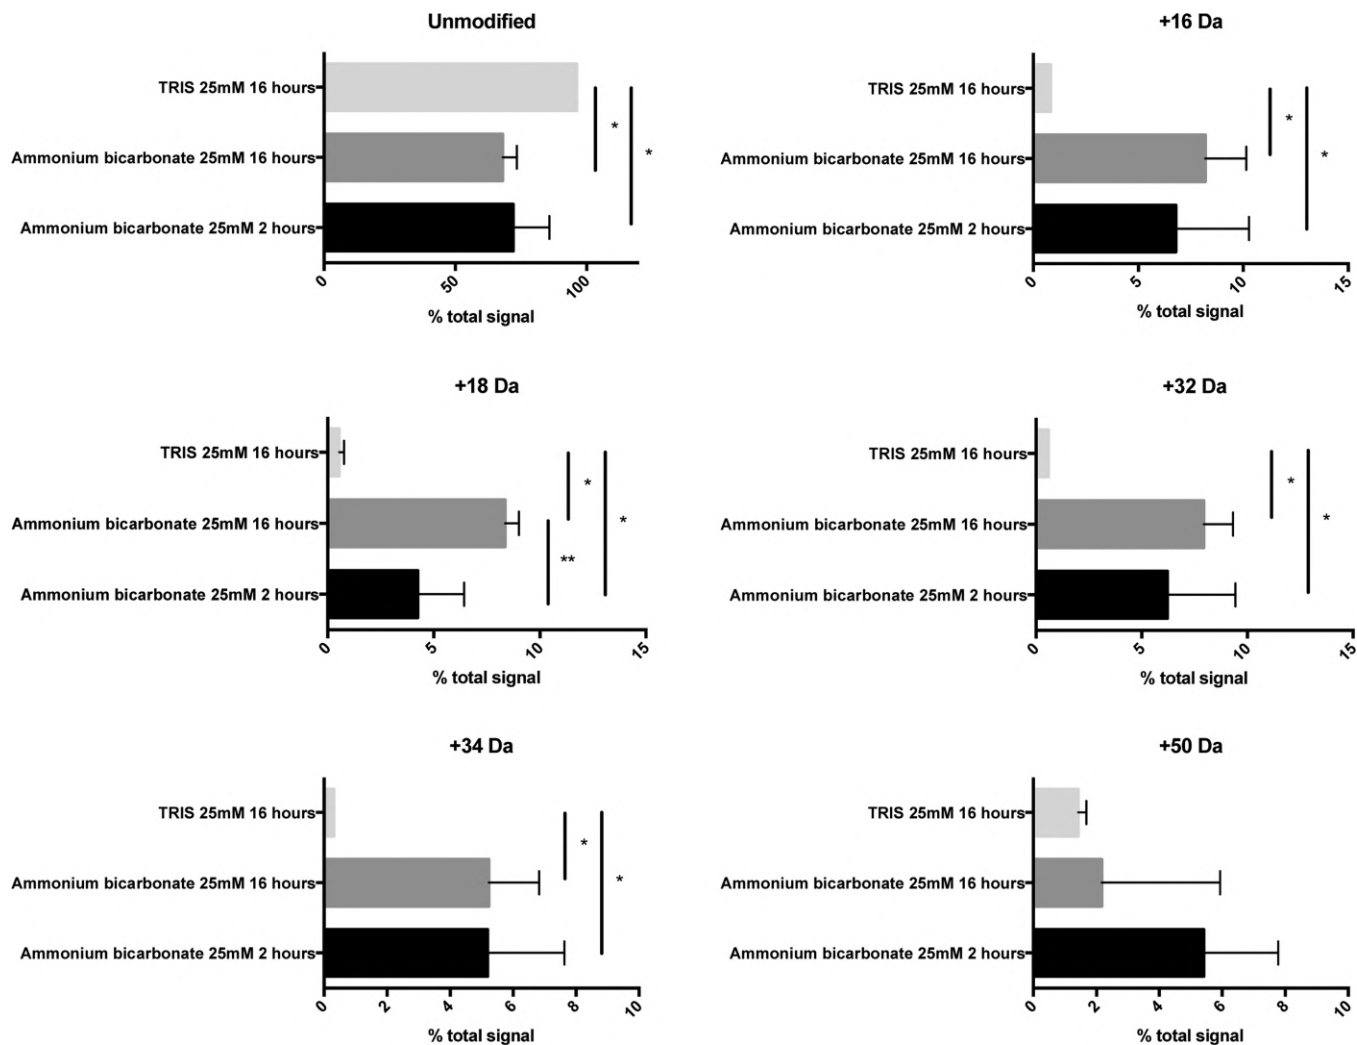 Unmodified
TRIS 25mM 16 hours
*
Ammonium bicarbonate 25mM 16 hours
*
Ammonium bicarbonate 25mM 2 hours
0 50 100
% total signal
+16 Da
TRIS 25mM 16 hours
*
Ammonium bicarbonate 25mM 16 hours
*
Ammonium bicarbonate 25mM 2 hours
0 5 10 15
% total signal
+18 Da
TRIS 25mM 16 hours
*
Ammonium bicarbonate 25mM 16 hours
*
**
Ammonium bicarbonate 25mM 2 hours
0 5 10 15
% total signal
+32 Da
TRIS 25mM 16 hours
*
Ammonium bicarbonate 25mM 16 hours
*
Ammonium bicarbonate 25mM 2 hours
0 5 10 15
% total signal
+34 Da
TRIS 25mM 16 hours
*
Ammonium bicarbonate 25mM 16 hours
*
Ammonium bicarbonate 25mM 2 hours
0 2 4 6 8 10
% total signal
+50 Da
TRIS 25mM 16 hours
Ammonium bicarbonate 25mM 16 hours
Ammonium bicarbonate 25mM 2 hours
0 2 4 6 8 10
% total signal